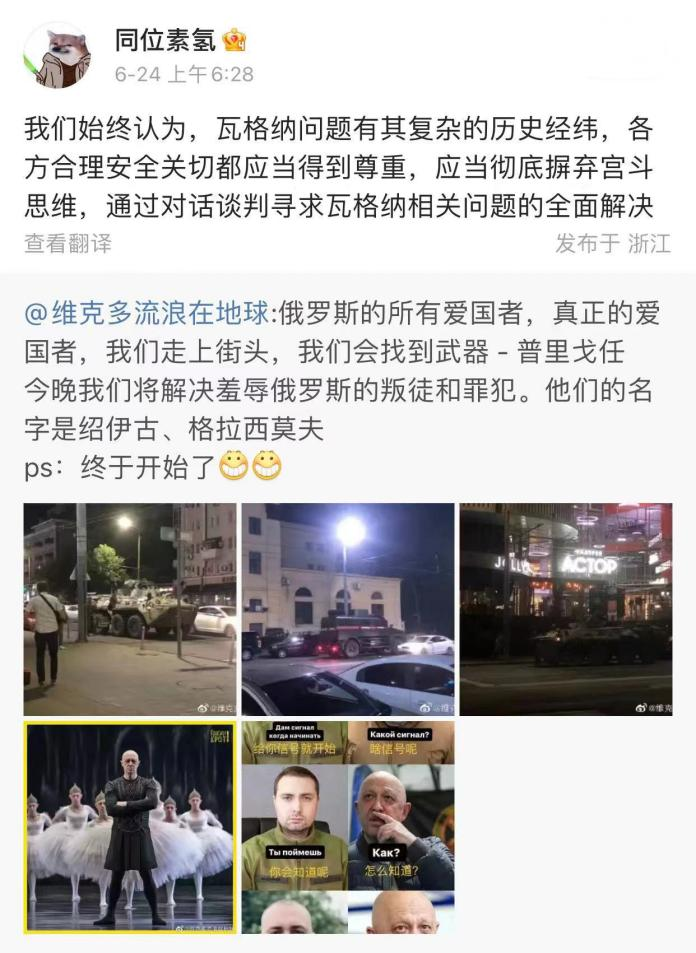 同位素氢
6-24 上午6:28
我们始终认为，瓦格纳问题有其复杂的历史经纬，各
方合理安全关切都应当得到尊重，应当彻底摒弃宫斗
思维，通过对话谈判寻求瓦格纳相关问题的全面解决
查看翻译
发布于 浙江
@维克多流浪在地球:俄罗斯的所有爱国者，真正的爱
国者，我们走上街头，我们会找到武器 – 普里戈任
今晚我们将解决羞辱俄罗斯的叛徒和罪犯。他们的名
字是绍伊古、格拉西莫夫
ps：终于开始了😁😁
@维克
@维克
АСТОР
@维克
Дам сигнал
когда начинать
给你信号就开始
Какой сигнал?
啥信号呢
Ты поймешь
你会知道呢
Как?
怎么知道?